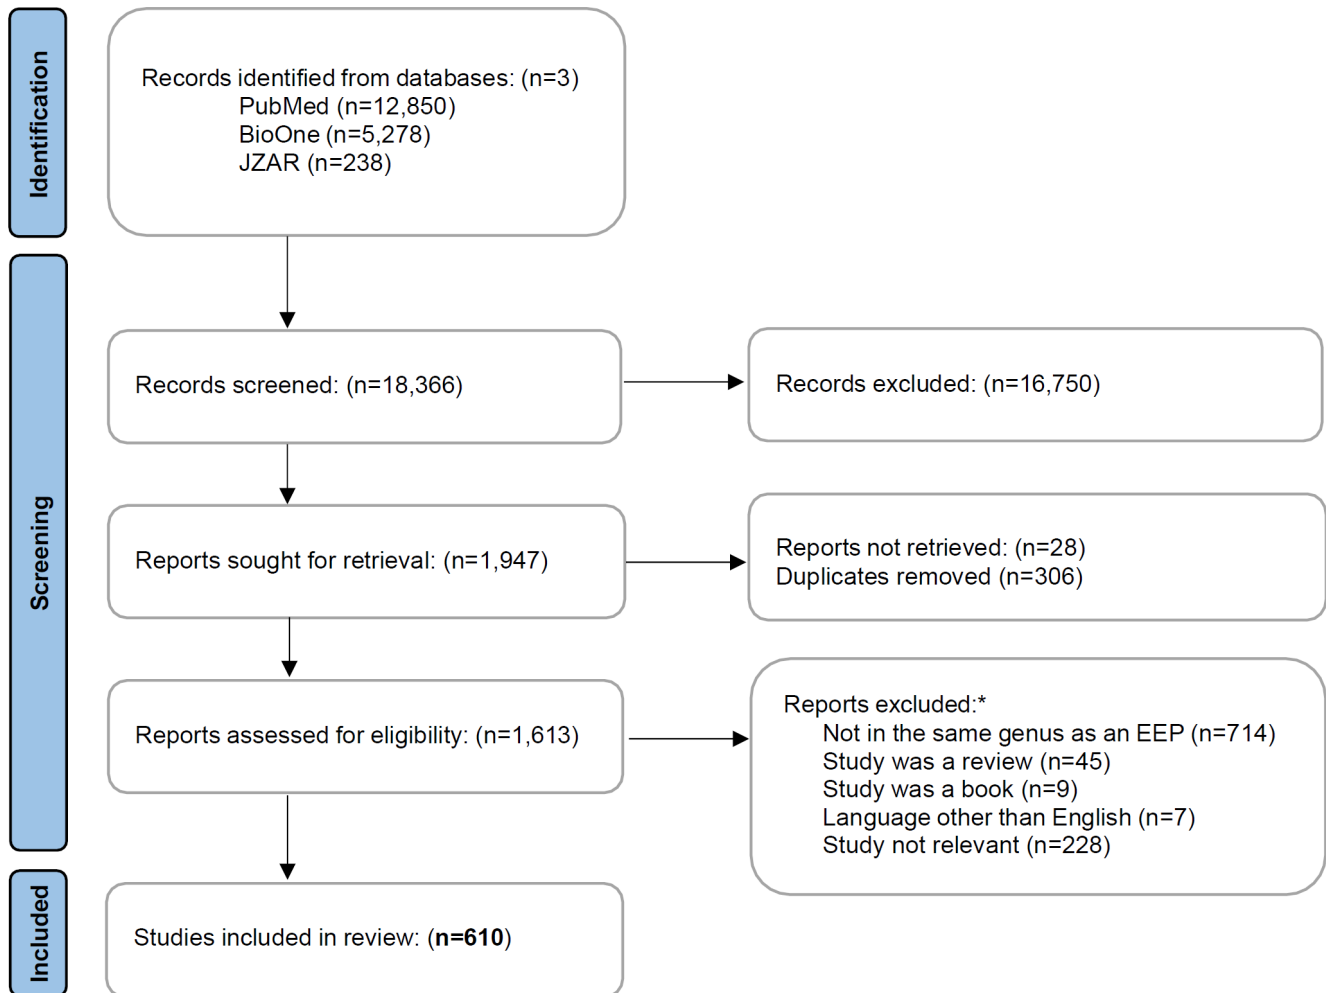 Identification
Records identified from databases: (n=3)
PubMed (n=12,850)
BioOne (n=5,278)
JZAR (n=238)
Screening
Records screened: (n=18,366)
Records excluded: (n=16,750)
Reports sought for retrieval: (n=1,947)
Reports not retrieved: (n=28)
Duplicates removed (n=306)
Reports assessed for eligibility: (n=1,613)
Reports excluded:*
Not in the same genus as an EEP (n=714)
Study was a review (n=45)
Study was a book (n=9)
Language other than English (n=7)
Study not relevant (n=228)
Included
Studies included in review: (n=610)